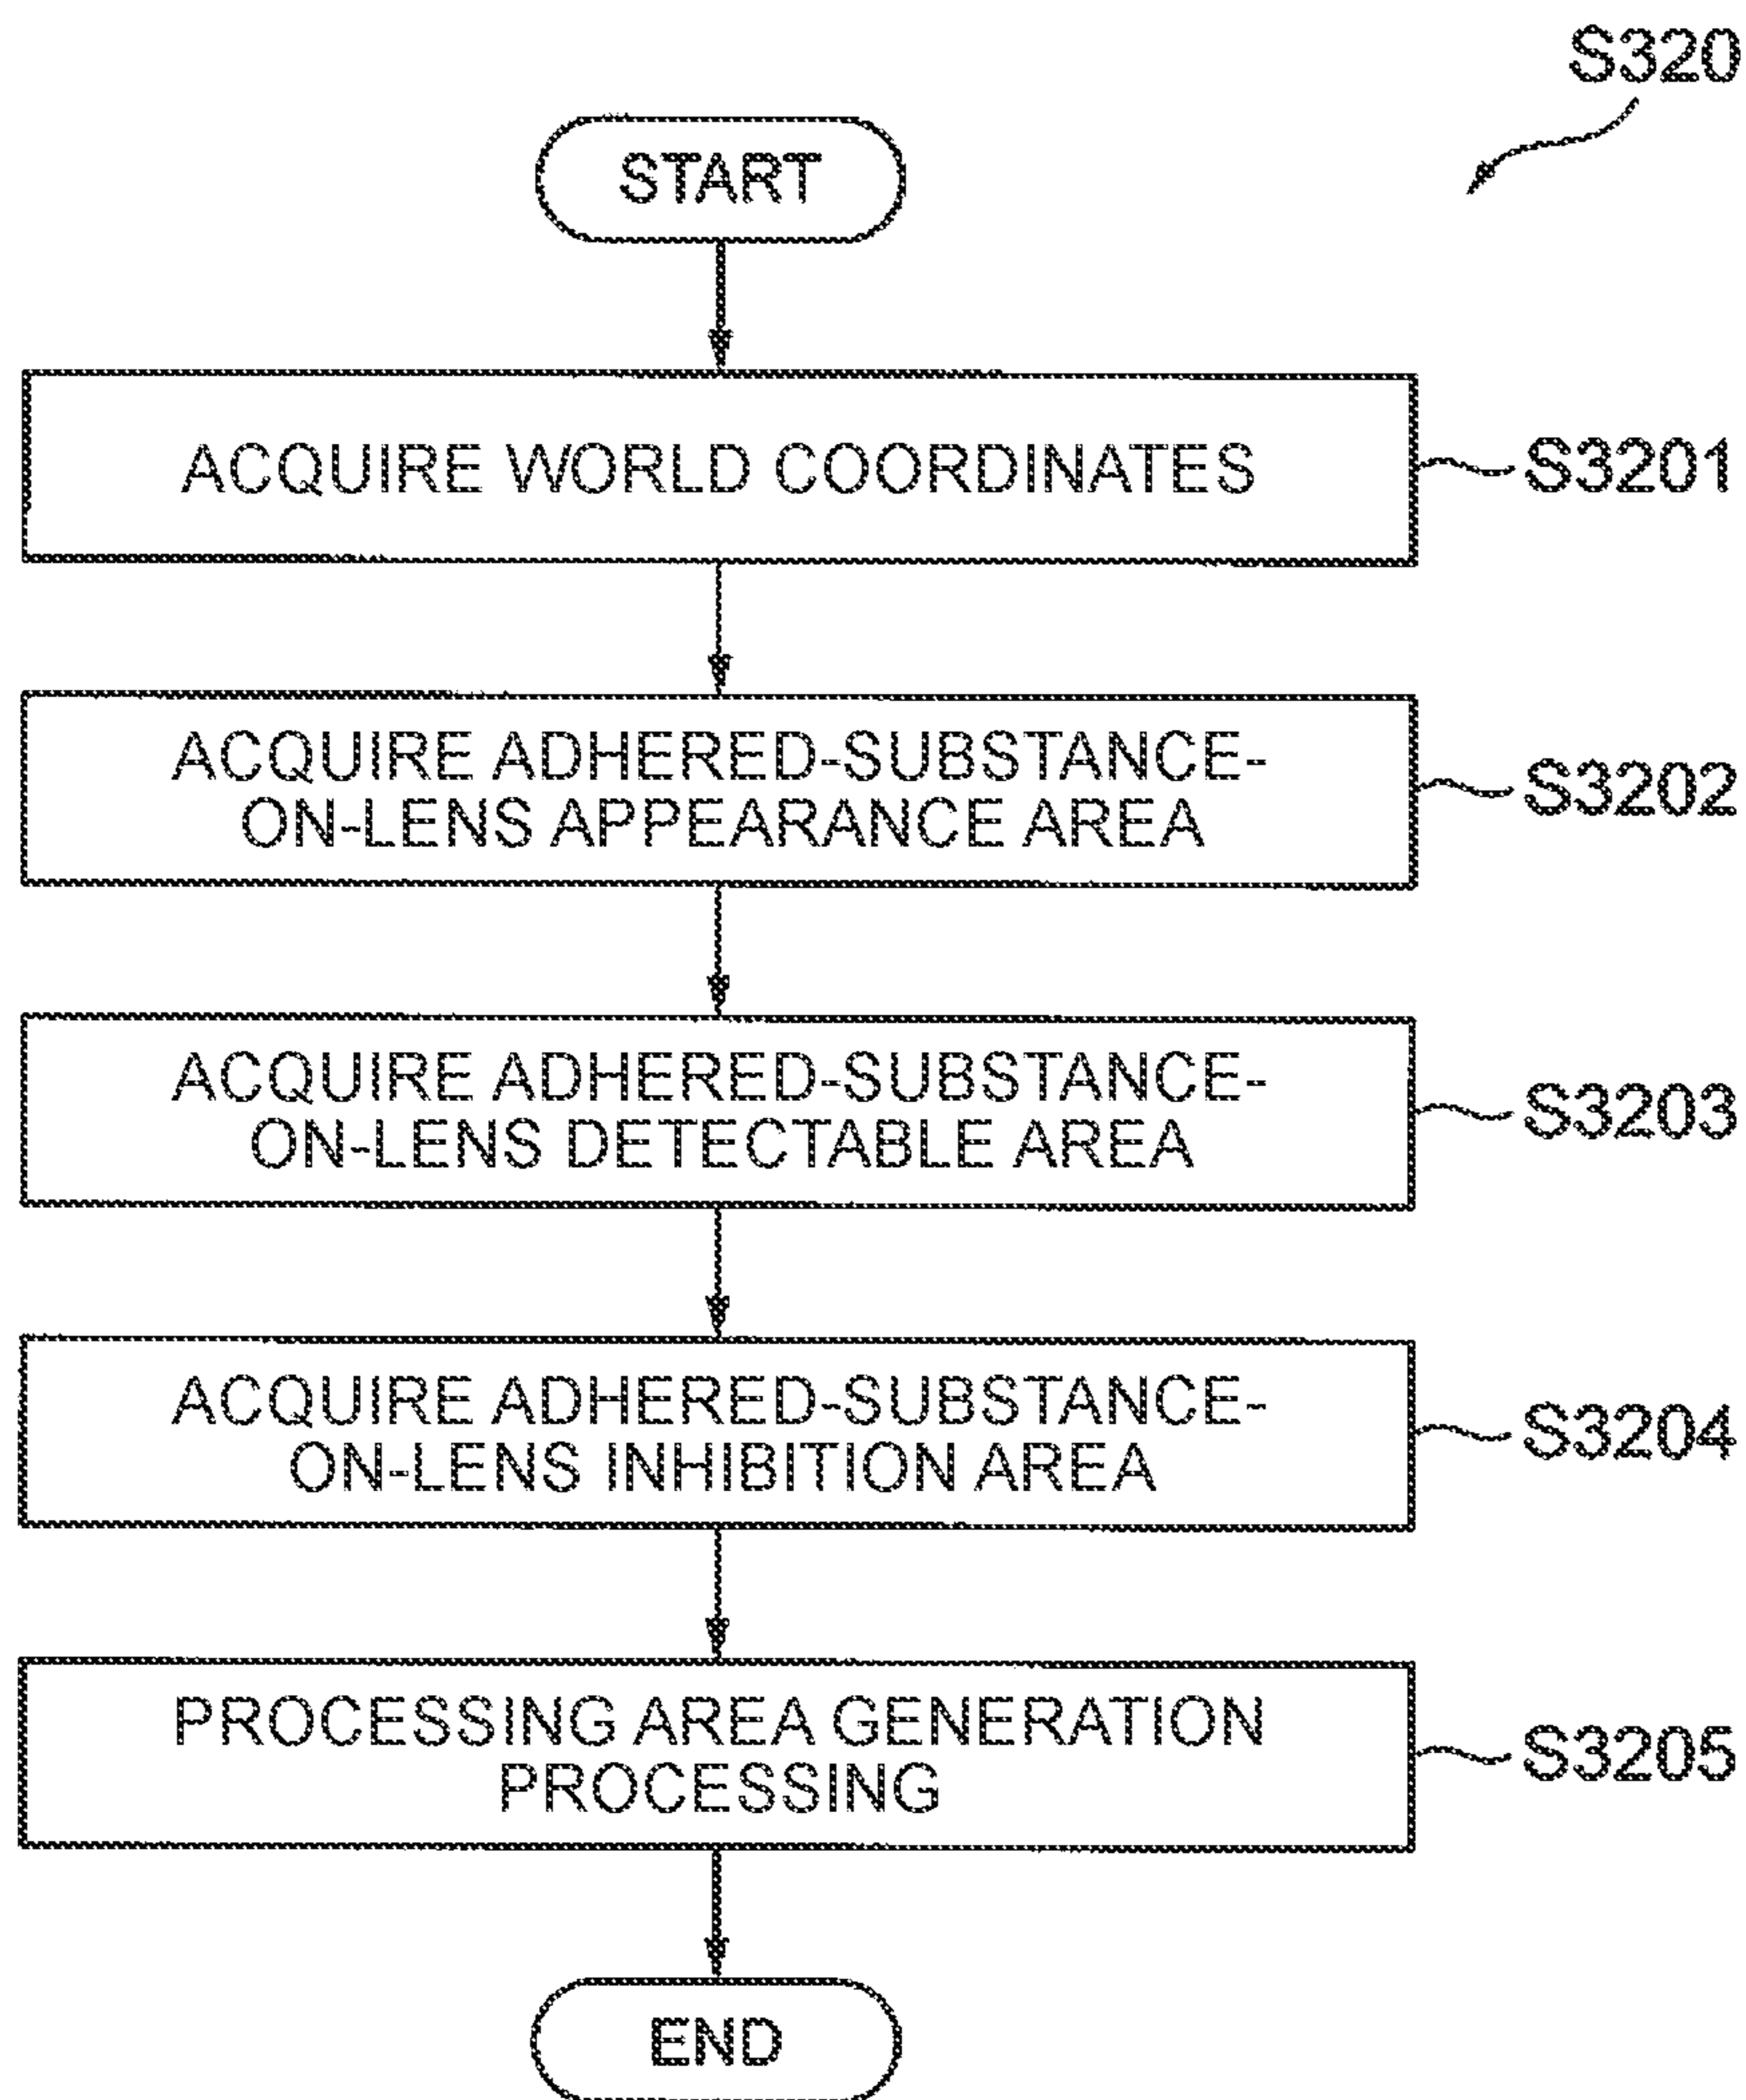 S320
START
ACQUIRE WORLD COORDINATES
S3201
ACQUIRE ADHERED-SUBSTANCE-
ON-LENS APPEARANCE AREA
S3202
ACQUIRE ADHERED-SUBSTANCE-
ON-LENS DETECTABLE AREA
S3203
ACQUIRE ADHERED-SUBSTANCE-
ON-LENS INHIBITION AREA
S3204
PROCESSING AREA GENERATION
PROCESSING
S3205
END